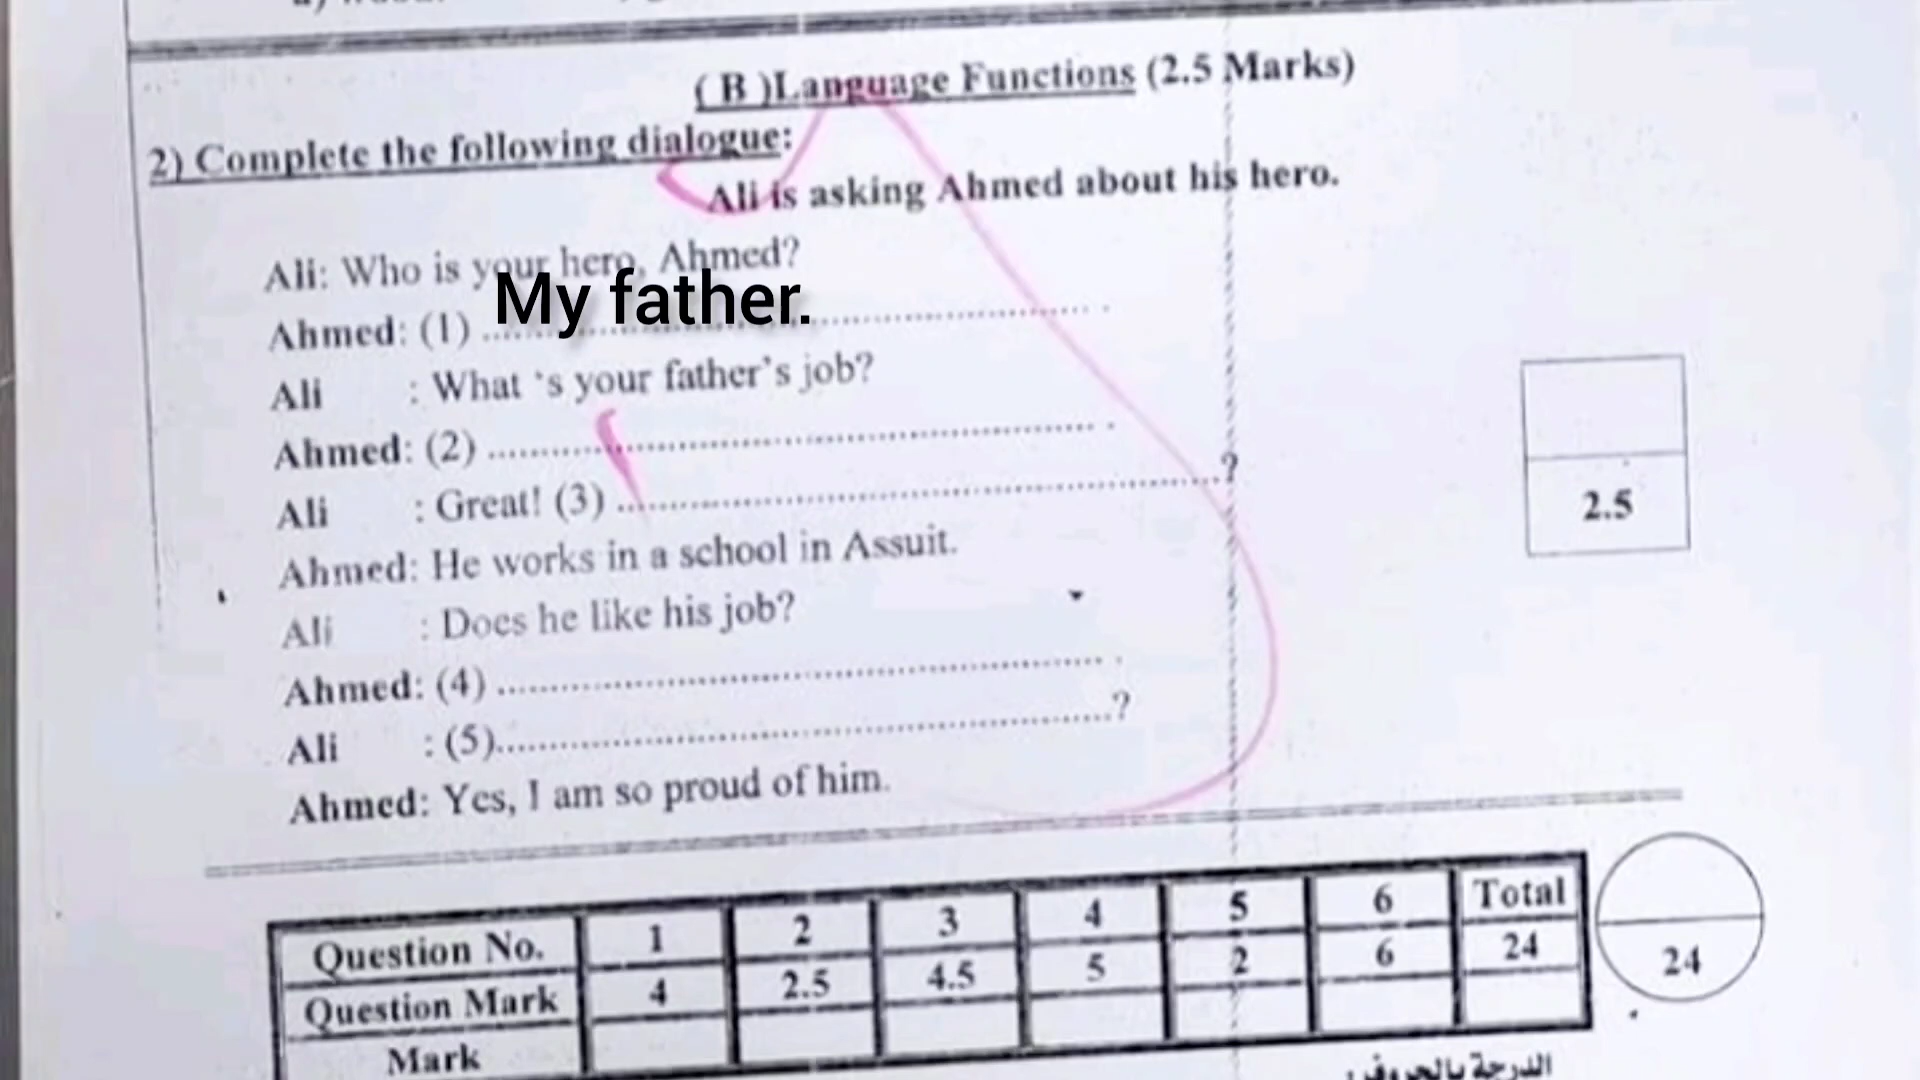 ( B )Language Functions (2.5 Marks)
2) Complete the following dialogue:
Ali is asking Ahmed about his hero.
Ali: Who is your hero, Ahmed?
My father.
Ahmed: (1) ........................................ .
Ali : What 's your father's job?
Ahmed: (2) ........................................ .
Ali : Great! (3) ........................................?
Ahmed: He works in a school in Assuit.
Ali : Does he like his job?
Ahmed: (4) ........................................ .
Ali : (5)........................................?
Ahmed: Yes, I am so proud of him.
2.5
Question No. 1 2 3 4 5 6 Total
Question Mark 4 2.5 4.5 5 2 6 24
Mark
24
الدرجة بالحروف: